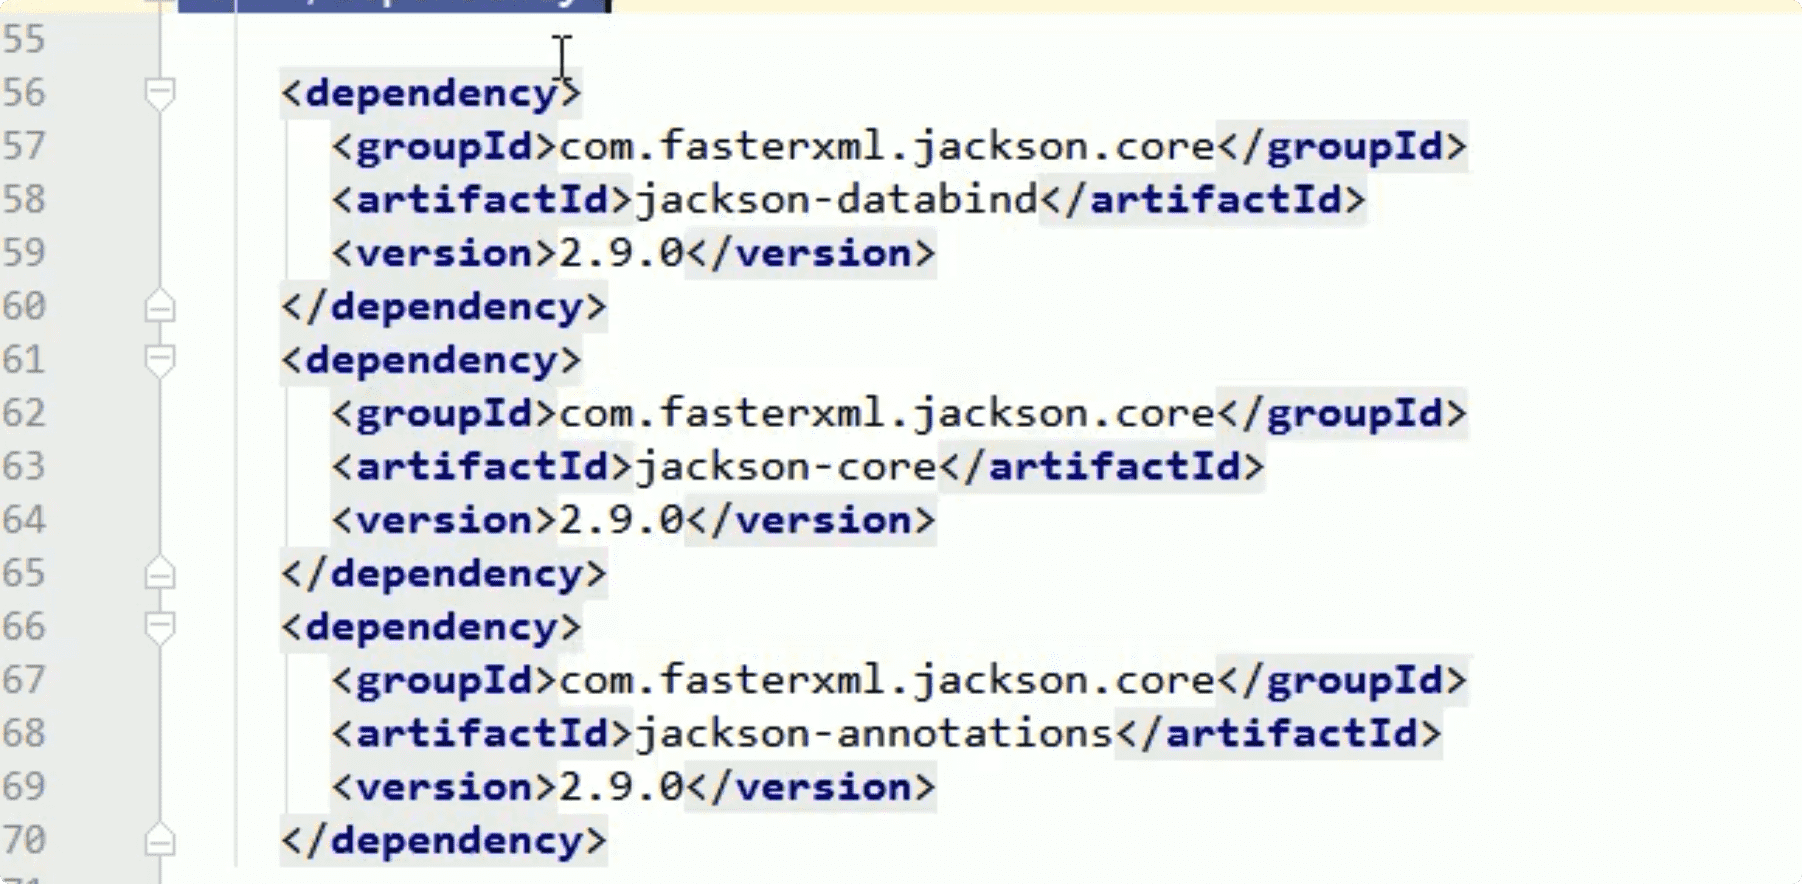 55
56 <dependency>
57 <groupId>com.fasterxml.jackson.core</groupId>
58 <artifactId>jackson-databind</artifactId>
59 <version>2.9.0</version>
60 </dependency>
61 <dependency>
62 <groupId>com.fasterxml.jackson.core</groupId>
63 <artifactId>jackson-core</artifactId>
64 <version>2.9.0</version>
65 </dependency>
66 <dependency>
67 <groupId>com.fasterxml.jackson.core</groupId>
68 <artifactId>jackson-annotations</artifactId>
69 <version>2.9.0</version>
70 </dependency>